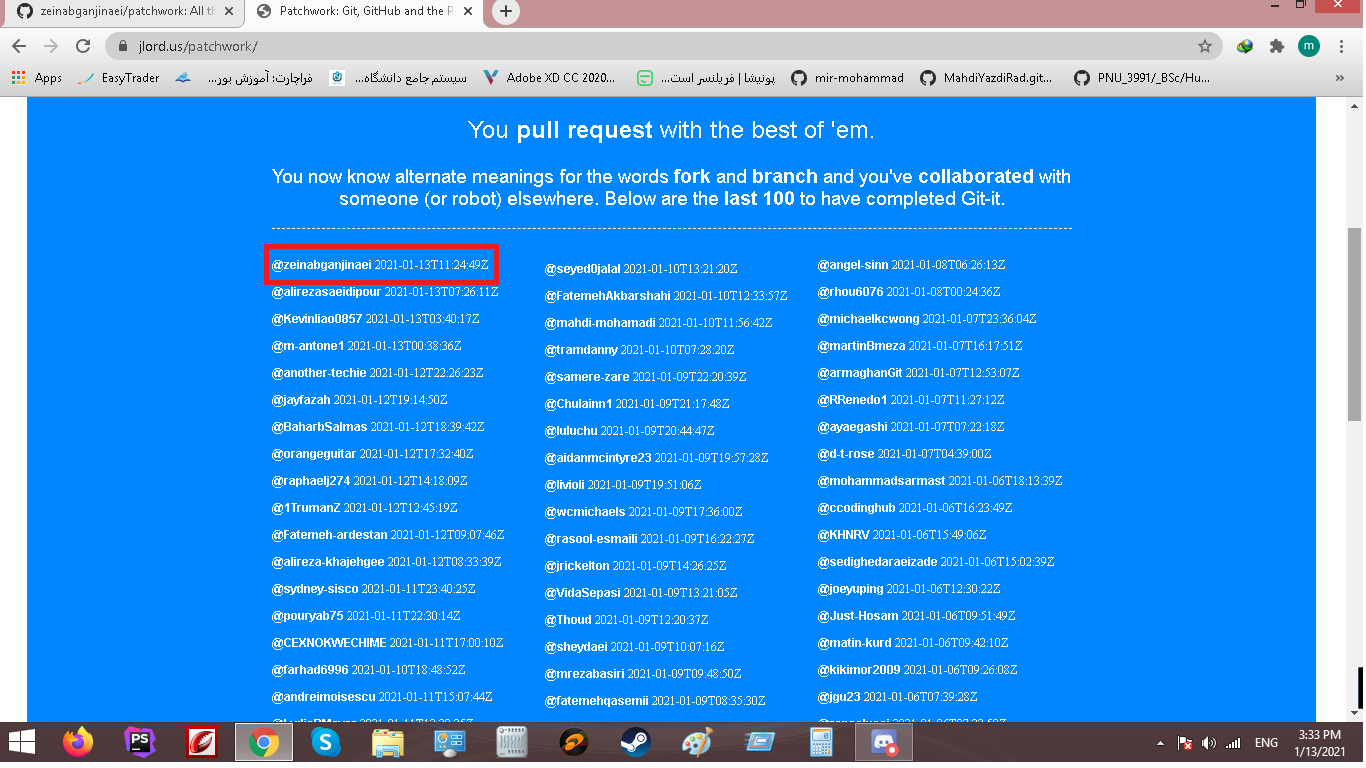 zeinabganjinaei/patchwork: All th
Patchwork: Git, GitHub and the P
jlord.us/patchwork/
m
Apps
EasyTrader
فراچارت: آموزش بور...
سیستم جامع دانشگاه...
Adobe XD CC 2020...
پونیشا | فریلنسر است...
mir-mohammad
MahdiYazdiRad.git...
PNU_3991/_BSc/Hu...
You pull request with the best of 'em.
You now know alternate meanings for the words fork and branch and you've collaborated with
someone (or robot) elsewhere. Below are the last 100 to have completed Git-it.
@zeinabganjinaei 2021-01-13T11:24:49Z
@alirezasaeidipour 2021-01-13T07:26:11Z
@Kevinliao0857 2021-01-13T03:40:17Z
@m-antone1 2021-01-13T00:38:36Z
@another-techie 2021-01-12T22:26:23Z
@jayfazah 2021-01-12T19:14:50Z
@BaharbSalmas 2021-01-12T18:39:42Z
@orangeguitar 2021-01-12T17:32:40Z
@raphaelj274 2021-01-12T14:18:09Z
@1TrumanZ 2021-01-12T12:45:19Z
@Fatemeh-ardestan 2021-01-12T09:07:46Z
@alireza-khajehgee 2021-01-12T08:33:39Z
@sydney-sisco 2021-01-11T23:40:25Z
@pouryab75 2021-01-11T22:30:14Z
@CEXNOKWECHIME 2021-01-11T17:00:10Z
@farhad6996 2021-01-10T18:48:52Z
@andreimoisescu 2021-01-11T15:07:44Z
@seyed0jalal 2021-01-10T13:21:20Z
@FatemehAkbarshahi 2021-01-10T12:33:57Z
@mahdi-mohamadi 2021-01-10T11:56:42Z
@tramdanny 2021-01-10T07:28:20Z
@samere-zare 2021-01-09T22:20:39Z
@Chulainn1 2021-01-09T21:17:48Z
@luluchu 2021-01-09T20:44:47Z
@aidanmcintyre23 2021-01-09T19:57:28Z
@livioli 2021-01-09T19:51:06Z
@wcmichaels 2021-01-09T17:36:00Z
@rasool-esmaili 2021-01-09T16:22:27Z
@jrickelton 2021-01-09T14:26:25Z
@VidaSepasi 2021-01-09T13:21:05Z
@Thoud 2021-01-09T12:20:37Z
@sheydaei 2021-01-09T10:07:16Z
@mrezabasiri 2021-01-09T09:48:50Z
@fatemehqasemii 2021-01-09T08:35:30Z
@angel-sinn 2021-01-08T06:26:13Z
@rhou6076 2021-01-08T00:24:36Z
@michaelkcwong 2021-01-07T23:36:04Z
@martinBmeza 2021-01-07T16:17:51Z
@armaghanGit 2021-01-07T12:53:07Z
@RRenedo1 2021-01-07T11:27:12Z
@ayaegashi 2021-01-07T07:22:18Z
@d-t-rose 2021-01-07T04:39:00Z
@mohammadsarmast 2021-01-06T18:13:39Z
@ccodinghub 2021-01-06T16:23:49Z
@KHNRV 2021-01-06T15:49:06Z
@sedighedaraeizade 2021-01-06T15:02:39Z
@joeyuping 2021-01-06T12:30:22Z
@Just-Hosam 2021-01-06T09:51:49Z
@matin-kurd 2021-01-06T09:42:10Z
@kikimor2009 2021-01-06T09:26:08Z
@jgu23 2021-01-06T07:39:28Z
PS
ENG
3:33 PM
1/13/2021